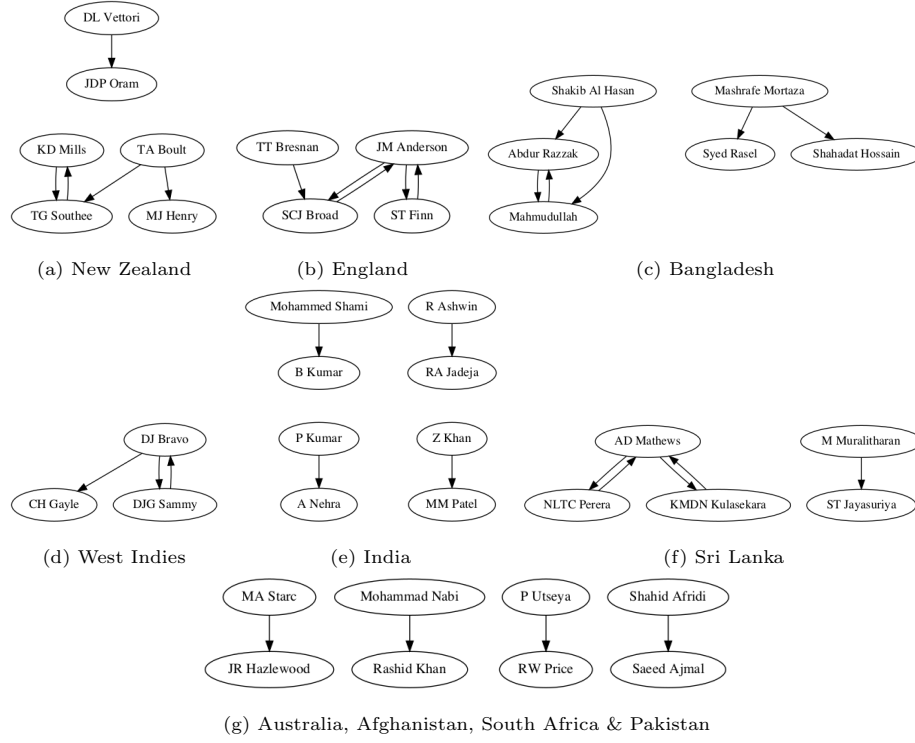 DL Vettori
JDP Oram
KD Mills
TA Boult
TG Southee
MJ Henry
(a) New Zealand
TT Bresnan
JM Anderson
SCJ Broad
ST Finn
(b) England
Shakib Al Hasan
Mashrafe Mortaza
Abdur Razzak
Syed Rasel
Shahadat Hossain
Mahmudullah
(c) Bangladesh
DJ Bravo
CH Gayle
DJG Sammy
(d) West Indies
Mohammed Shami
R Ashwin
B Kumar
RA Jadeja
P Kumar
Z Khan
A Nehra
MM Patel
(e) India
AD Mathews
M Muralitharan
NLTC Perera
KMDN Kulasekara
ST Jayasuriya
(f) Sri Lanka
MA Starc
Mohammad Nabi
P Utseya
Shahid Afridi
JR Hazlewood
Rashid Khan
RW Price
Saeed Ajmal
(g) Australia, Afghanistan, South Africa & Pakistan